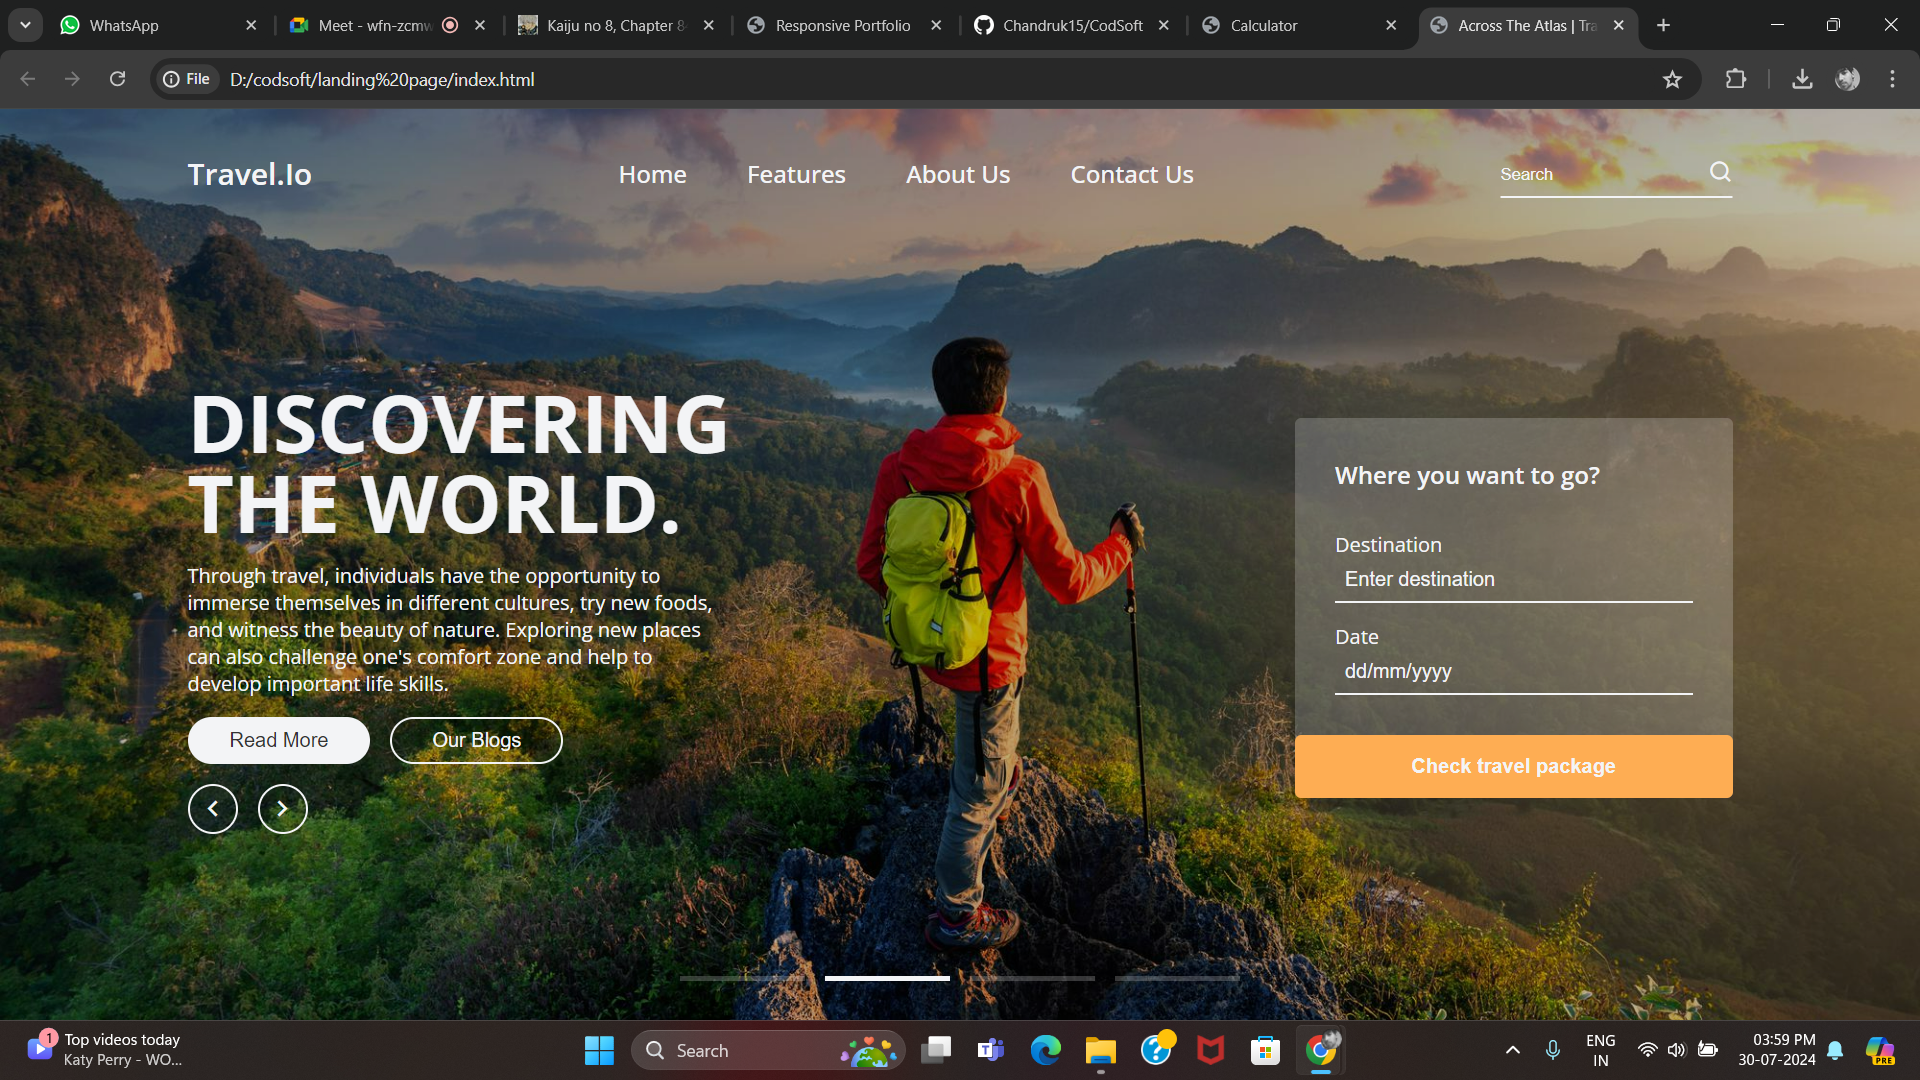 WhatsApp
Meet - wfn-zcmw
Kaiju no 8, Chapter 8
Responsive Portfolio
Chandruk15/CodSoft
Calculator
Across The Atlas | Tra
File
D:/codsoft/landing%20page/index.html
Travel.Io
Home
Features
About Us
Contact Us
Search
DISCOVERING
THE WORLD.
Through travel, individuals have the opportunity to
immerse themselves in different cultures, try new foods,
and witness the beauty of nature. Exploring new places
can also challenge one's comfort zone and help to
develop important life skills.
Read More
Our Blogs
Where you want to go?
Destination
Enter destination
Date
dd/mm/yyyy
Check travel package
1
Top videos today
Katy Perry - WO...
Search
ENG
IN
03:59 PM
30-07-2024
PRE